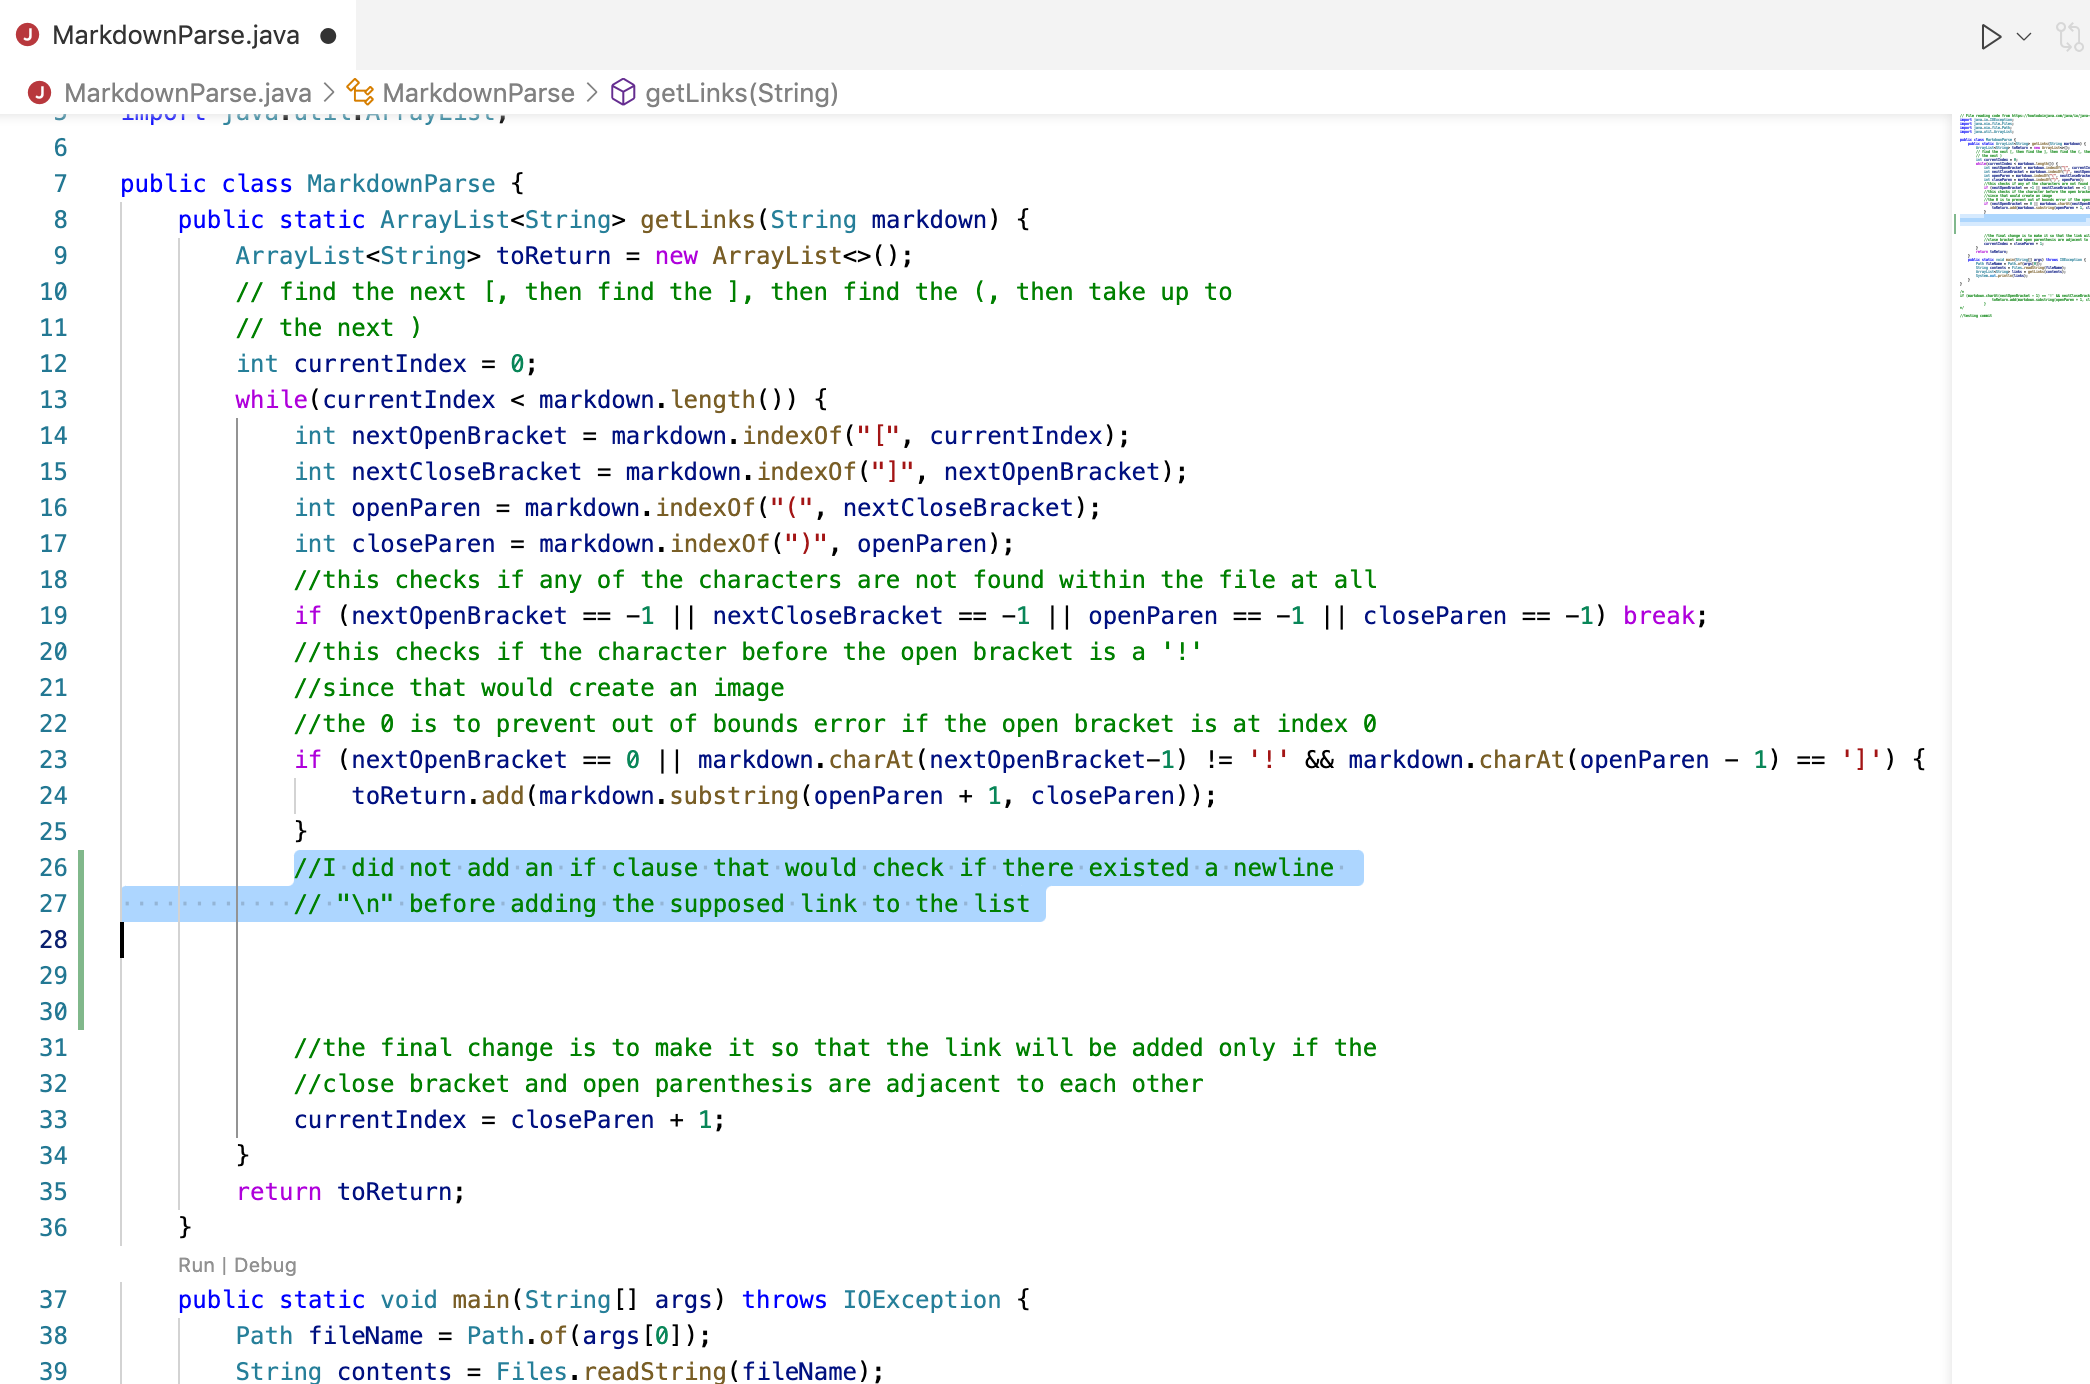 MarkdownParse.java
MarkdownParse.java > MarkdownParse > getLinks(String)
5 import java.util.ArrayList;
6
7 public class MarkdownParse {
8 public static ArrayList<String> getLinks(String markdown) {
9 ArrayList<String> toReturn = new ArrayList<>();
10 // find the next [, then find the ], then find the (, then take up to
11 // the next )
12 int currentIndex = 0;
13 while(currentIndex < markdown.length()) {
14 int nextOpenBracket = markdown.indexOf("[", currentIndex);
15 int nextCloseBracket = markdown.indexOf("]", nextOpenBracket);
16 int openParen = markdown.indexOf("(", nextCloseBracket);
17 int closeParen = markdown.indexOf(")", openParen);
18 //this checks if any of the characters are not found within the file at all
19 if (nextOpenBracket == -1 || nextCloseBracket == -1 || openParen == -1 || closeParen == -1) break;
20 //this checks if the character before the open bracket is a '!'
21 //since that would create an image
22 //the 0 is to prevent out of bounds error if the open bracket is at index 0
23 if (nextOpenBracket == 0 || markdown.charAt(nextOpenBracket-1) != '!' && markdown.charAt(openParen - 1) == ']') {
24 toReturn.add(markdown.substring(openParen + 1, closeParen));
25 }
26 //I did not add an if clause that would check if there existed a newline
27 // "\n" before adding the supposed link to the list
28
29
30
31 //the final change is to make it so that the link will be added only if the
32 //close bracket and open parenthesis are adjacent to each other
33 currentIndex = closeParen + 1;
34 }
35 return toReturn;
36 }
Run | Debug
37 public static void main(String[] args) throws IOException {
38 Path fileName = Path.of(args[0]);
39 String contents = Files.readString(fileName);